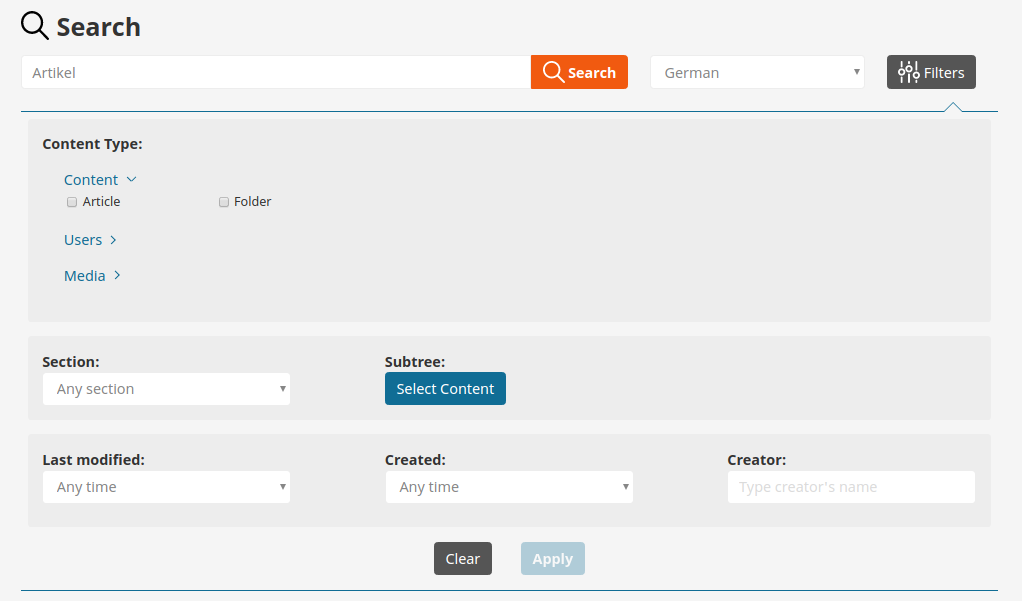 Search
Artikel Search German Filters
Content Type:
Content
Article Folder
Users
Media
Section: Subtree:
Any section Select Content
Last modified: Created: Creator:
Any time Any time Type creator's name
Clear Apply